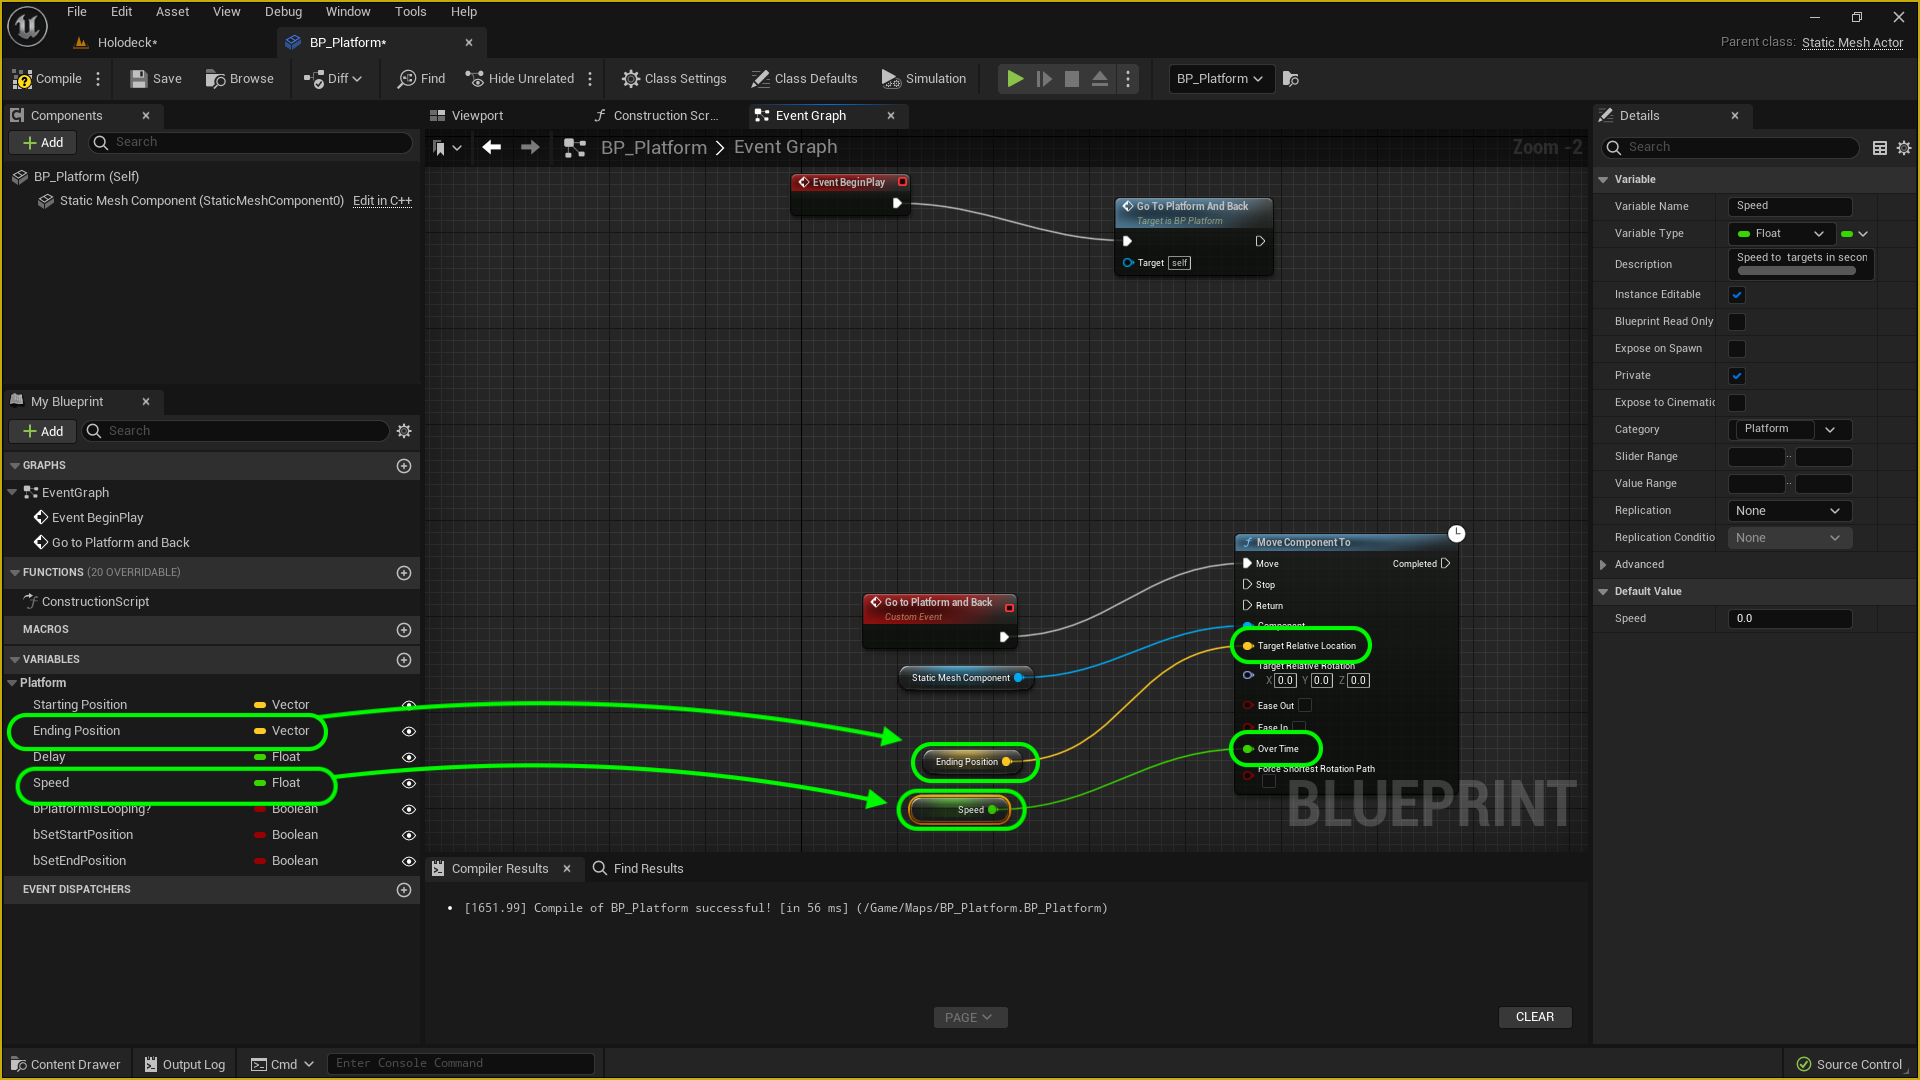 File Edit Asset View Debug Window Tools Help
Holodeck*
BP_Platform*
Parent class: Static Mesh Actor
Compile
Save
Browse
Diff
Find
Hide Unrelated
Class Settings
Class Defaults
Simulation
BP_Platform
Components
Add
Search
BP_Platform (Self)
Static Mesh Component (StaticMeshComponent0) Edit in C++
My Blueprint
Add
Search
GRAPHS
EventGraph
Event BeginPlay
Go to Platform and Back
FUNCTIONS (20 OVERRIDABLE)
ConstructionScript
MACROS
VARIABLES
Platform
Starting Position Vector
Ending Position Vector
Delay Float
Speed Float
bPlatformIsLooping? Boolean
bSetStartPosition Boolean
bSetEndPosition Boolean
EVENT DISPATCHERS
Viewport
Construction Scr...
Event Graph
BP_Platform > Event Graph
Zoom -2
Event BeginPlay
Go To Platform And Back
Target is BP Platform
Target self
Go to Platform and Back
Custom Event
Static Mesh Component
Ending Position
Speed
Move Component To
Move Completed
Stop
Return
Component
Target Relative Location
Target Relative Rotation
X 0.0 Y 0.0 Z 0.0
Ease Out
Ease In
Over Time
Force Shortest Rotation Path
BLUEPRINT
Compiler Results
Find Results
• [1651.99] Compile of BP_Platform successful! [in 56 ms] (/Game/Maps/BP_Platform.BP_Platform)
PAGE
CLEAR
Details
Search
Variable
Variable Name Speed
Variable Type Float
Description Speed to targets in secon
Instance Editable
Blueprint Read Only
Expose on Spawn
Private
Expose to Cinematic
Category Platform
Slider Range ..
Value Range ..
Replication None
Replication Conditio None
Advanced
Default Value
Speed 0.0
Content Drawer
Output Log
Cmd
Enter Console Command
Source Control